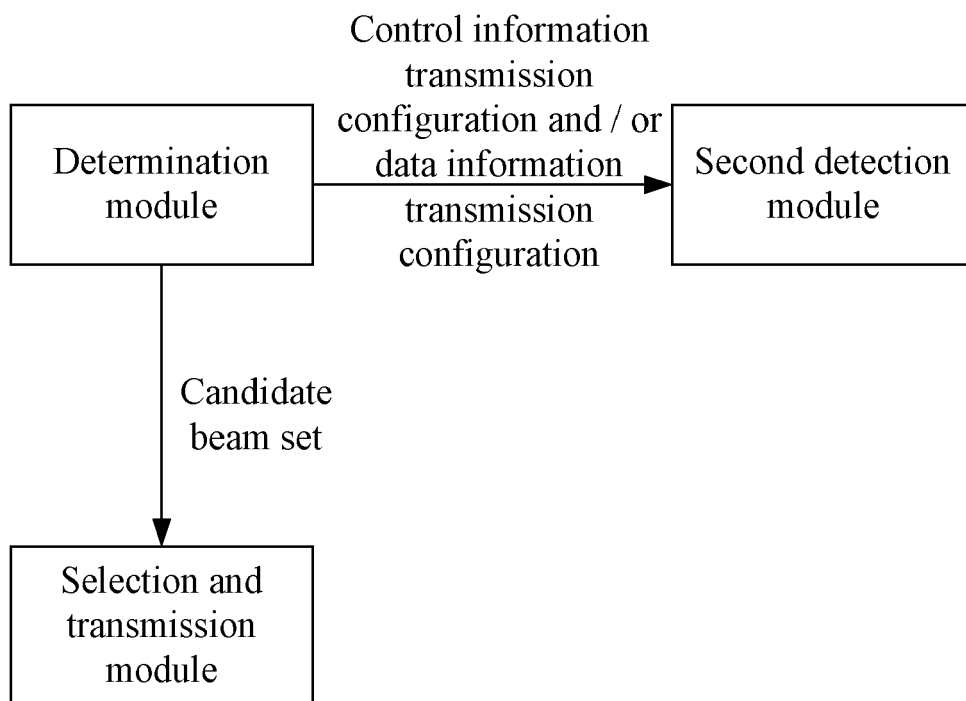 Control information
transmission
configuration and / or
data information
transmission
configuration
Determination
module
Second detection
module
Candidate
beam set
Selection and
transmission
module